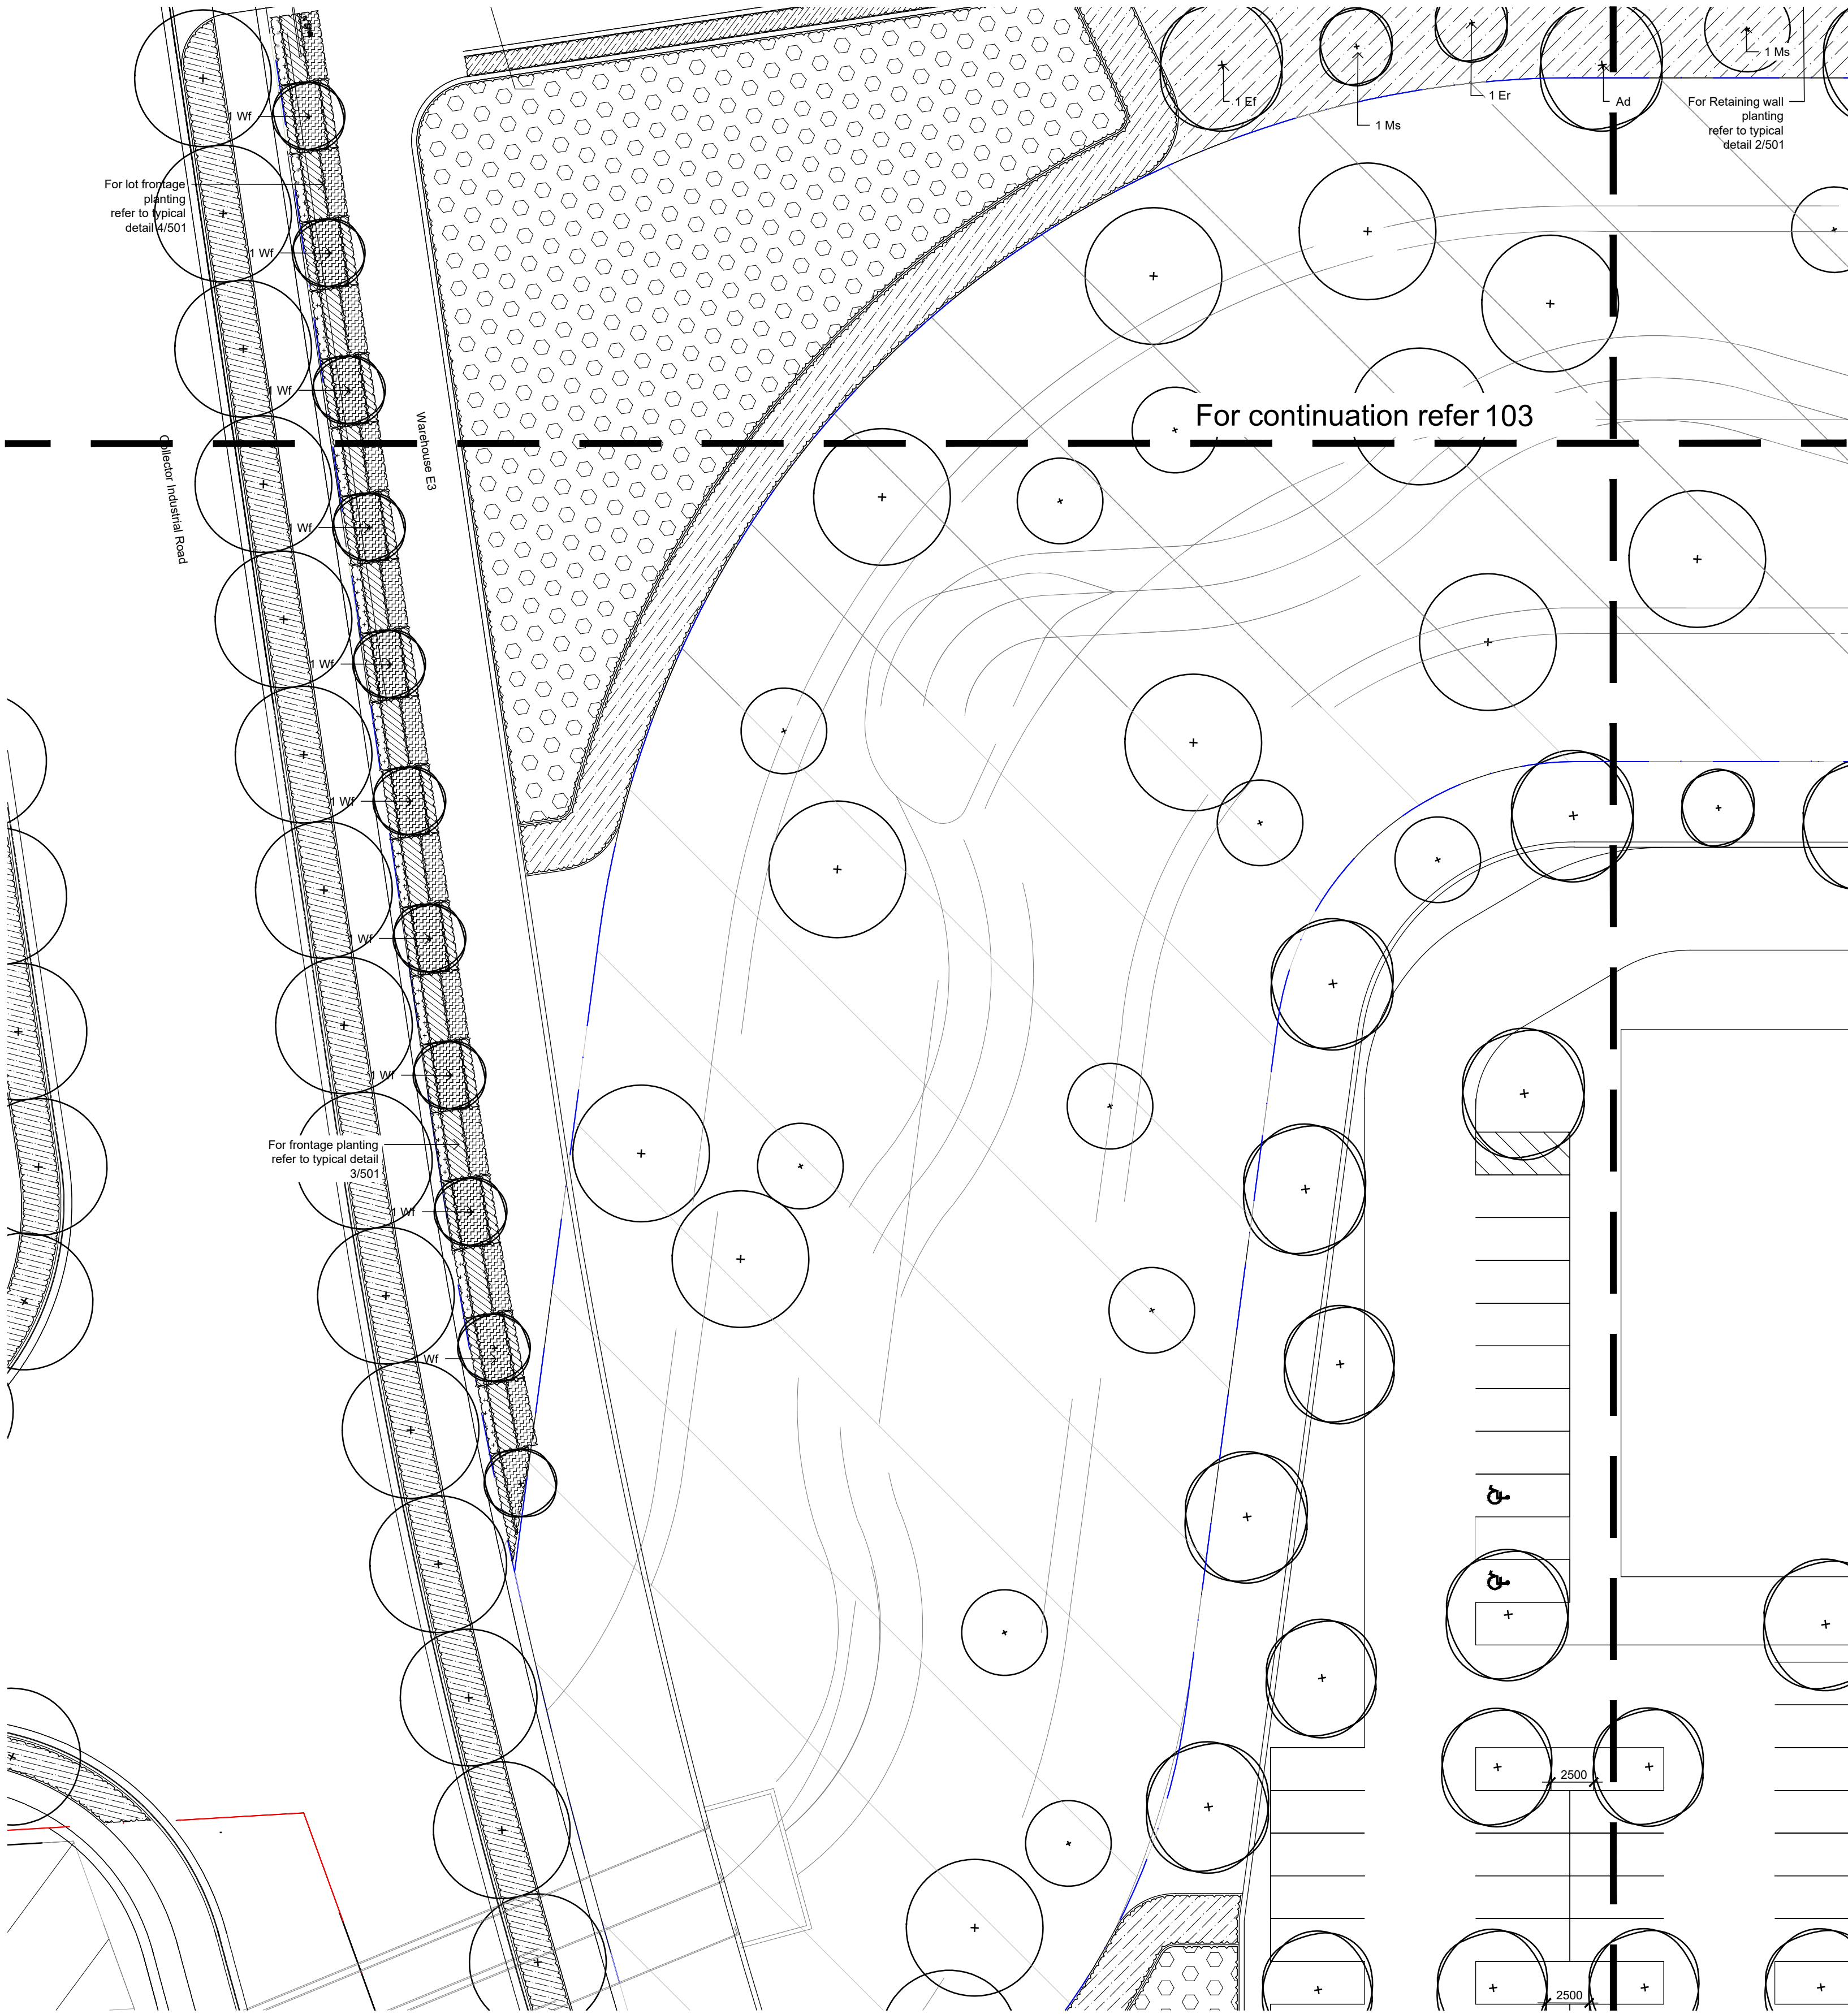 1 Ms
1 Ef
1 Er
Ad
1 Ms
For Retaining wall
planting
refer to typical
detail 2/501
1 Wf
For lot frontage
planting
refer to typical
detail 4/501
1 Wf
1 Wf
For continuation refer 103
Collector Industrial Road
Warehouse E3
1 Wf
1 Wf
1 Wf
1 Wf
1 Wf
For frontage planting
refer to typical detail
3/501
1 Wf
Wf
2500
2500